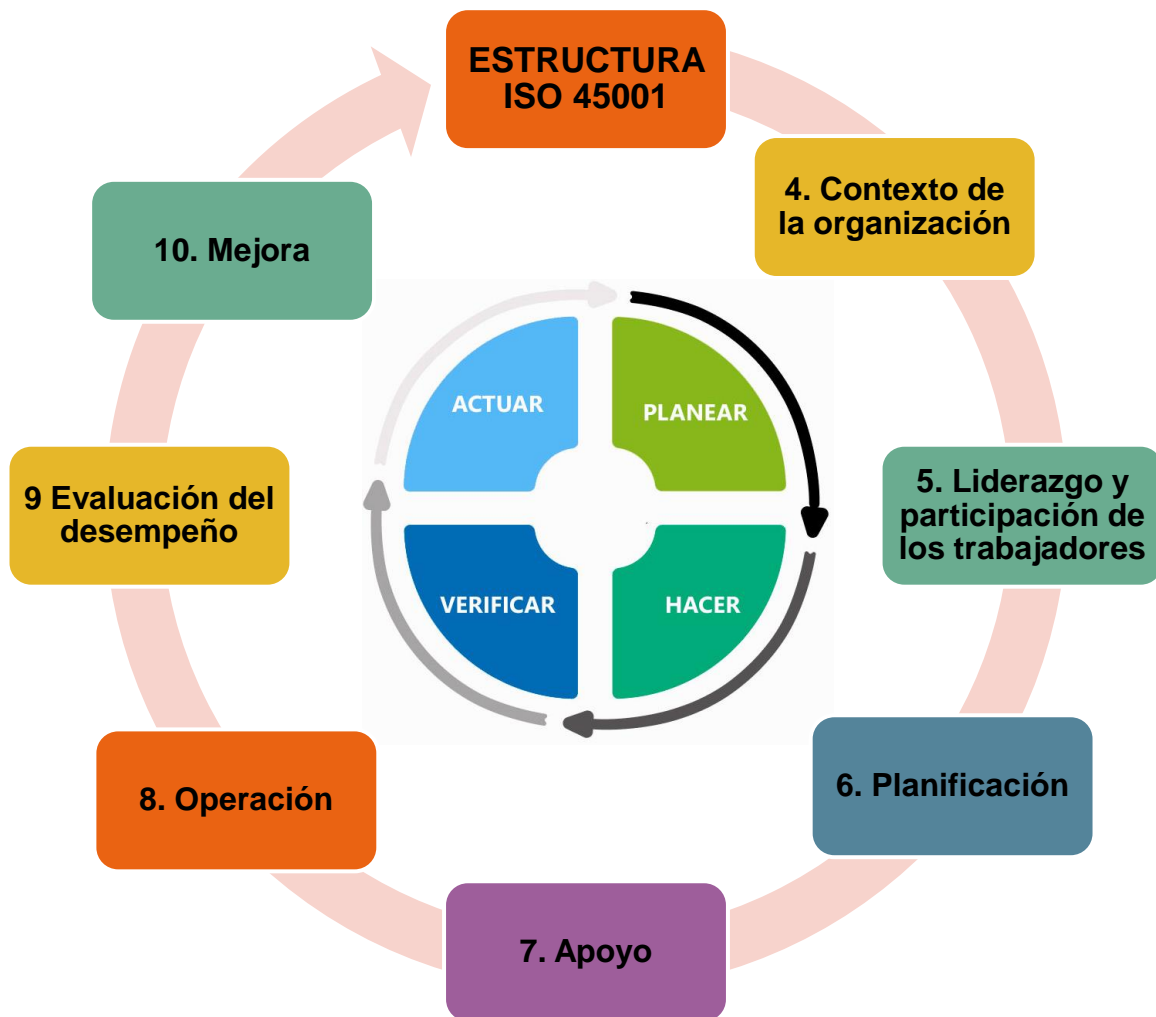 ESTRUCTURA
ISO 45001
4. Contexto de
la organización
5. Liderazgo y
participación de
los trabajadores
6. Planificación
7. Apoyo
8. Operación
9 Evaluación del
desempeño
10. Mejora
ACTUAR
PLANEAR
VERIFICAR
HACER